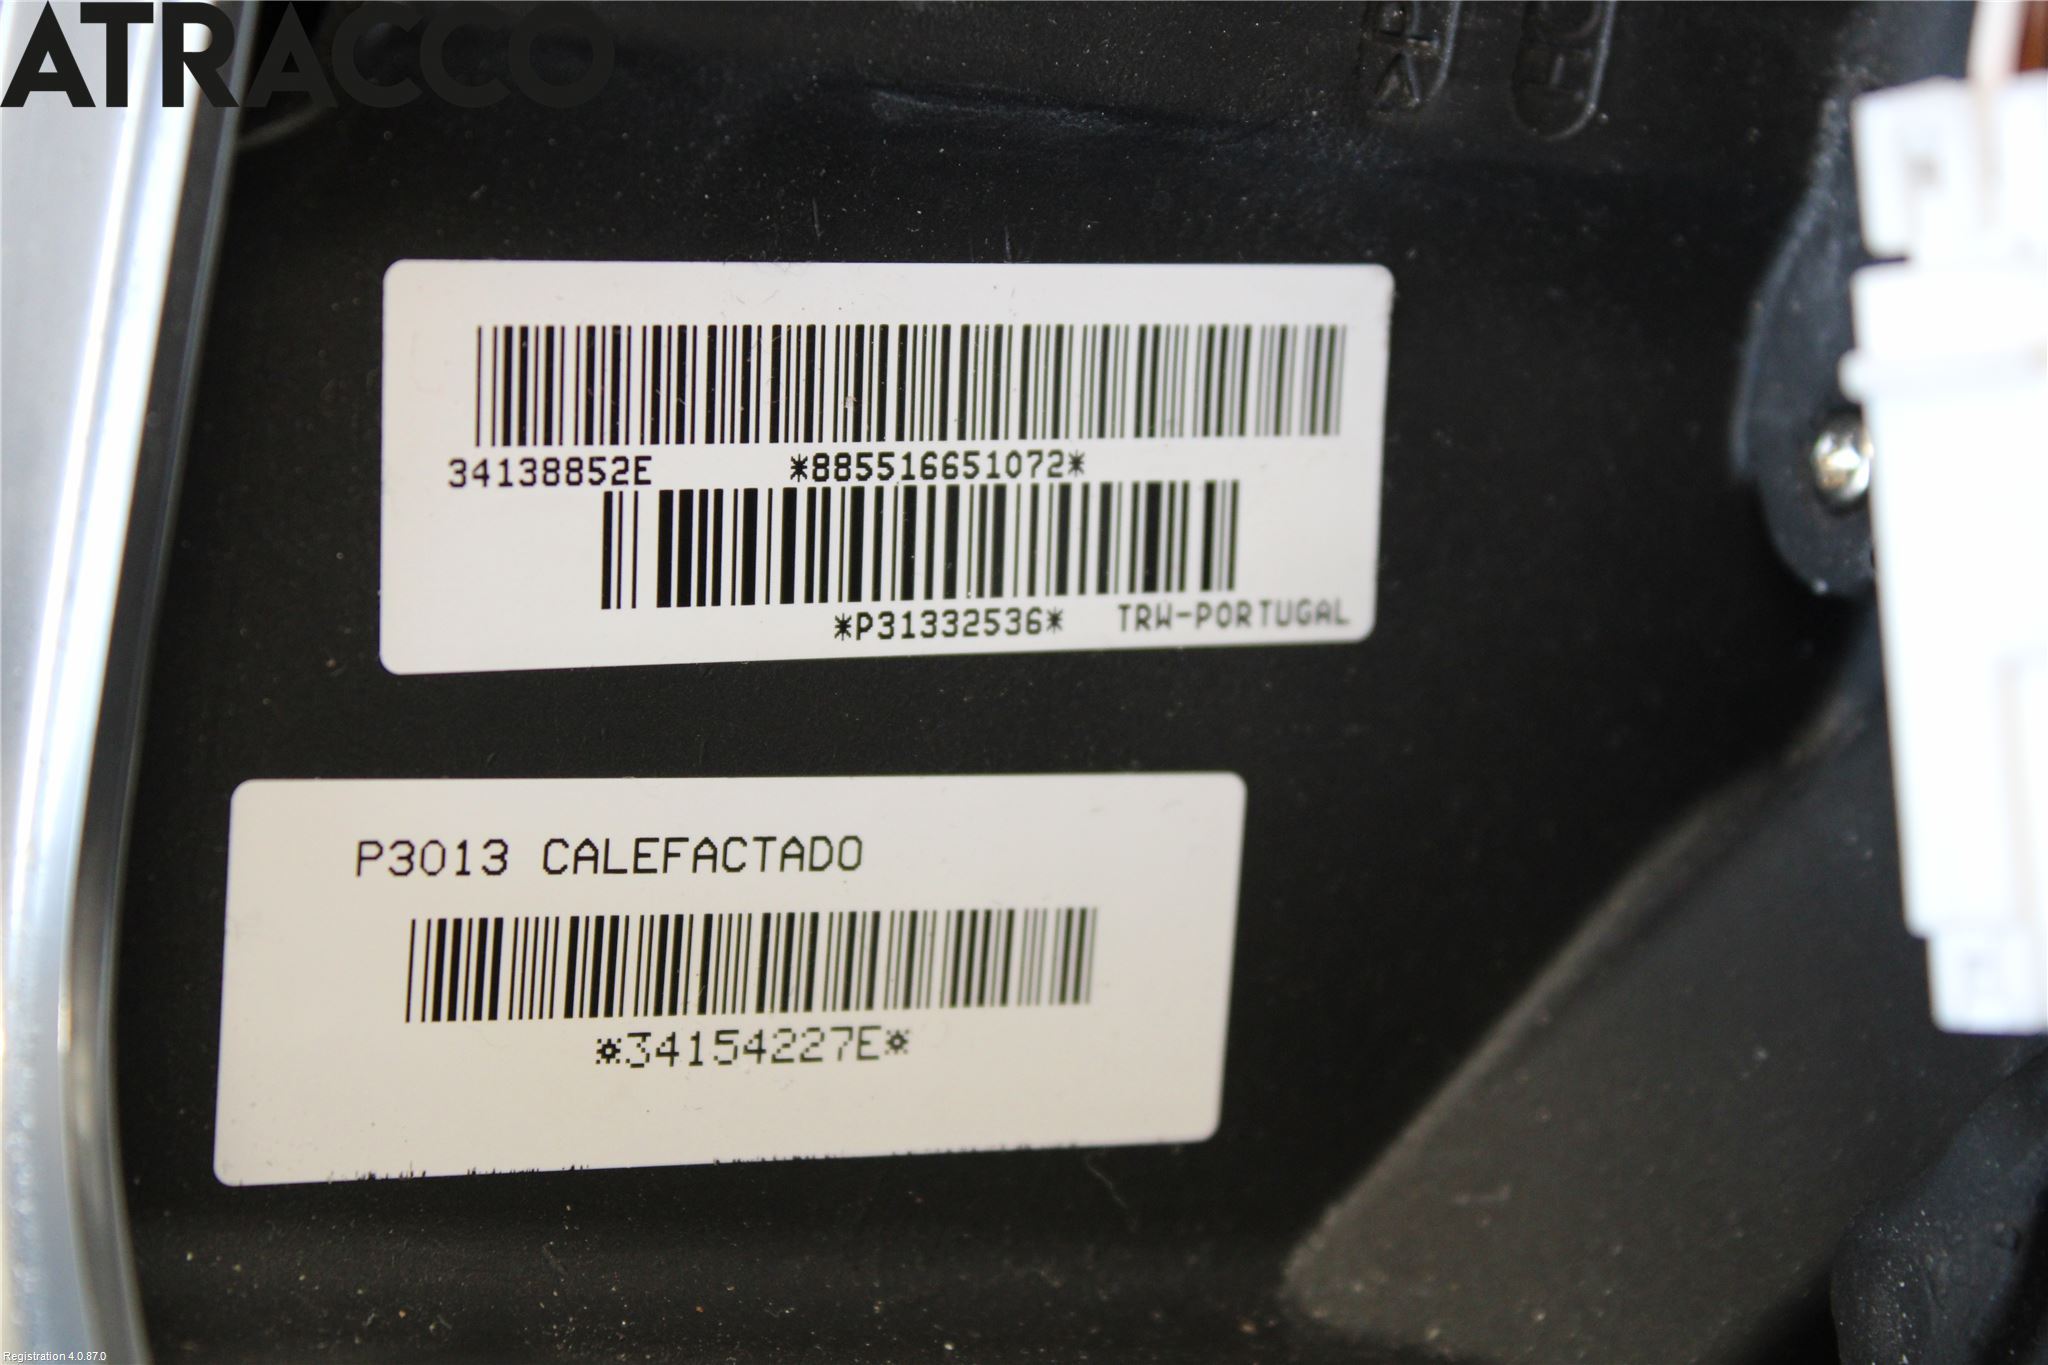 ATRACCO
34138852E *885516651072*
*P31332536* TRW-PORTUGAL
P3013 CALEFACTADO
*34154227E*
Registration 4.0.87.0